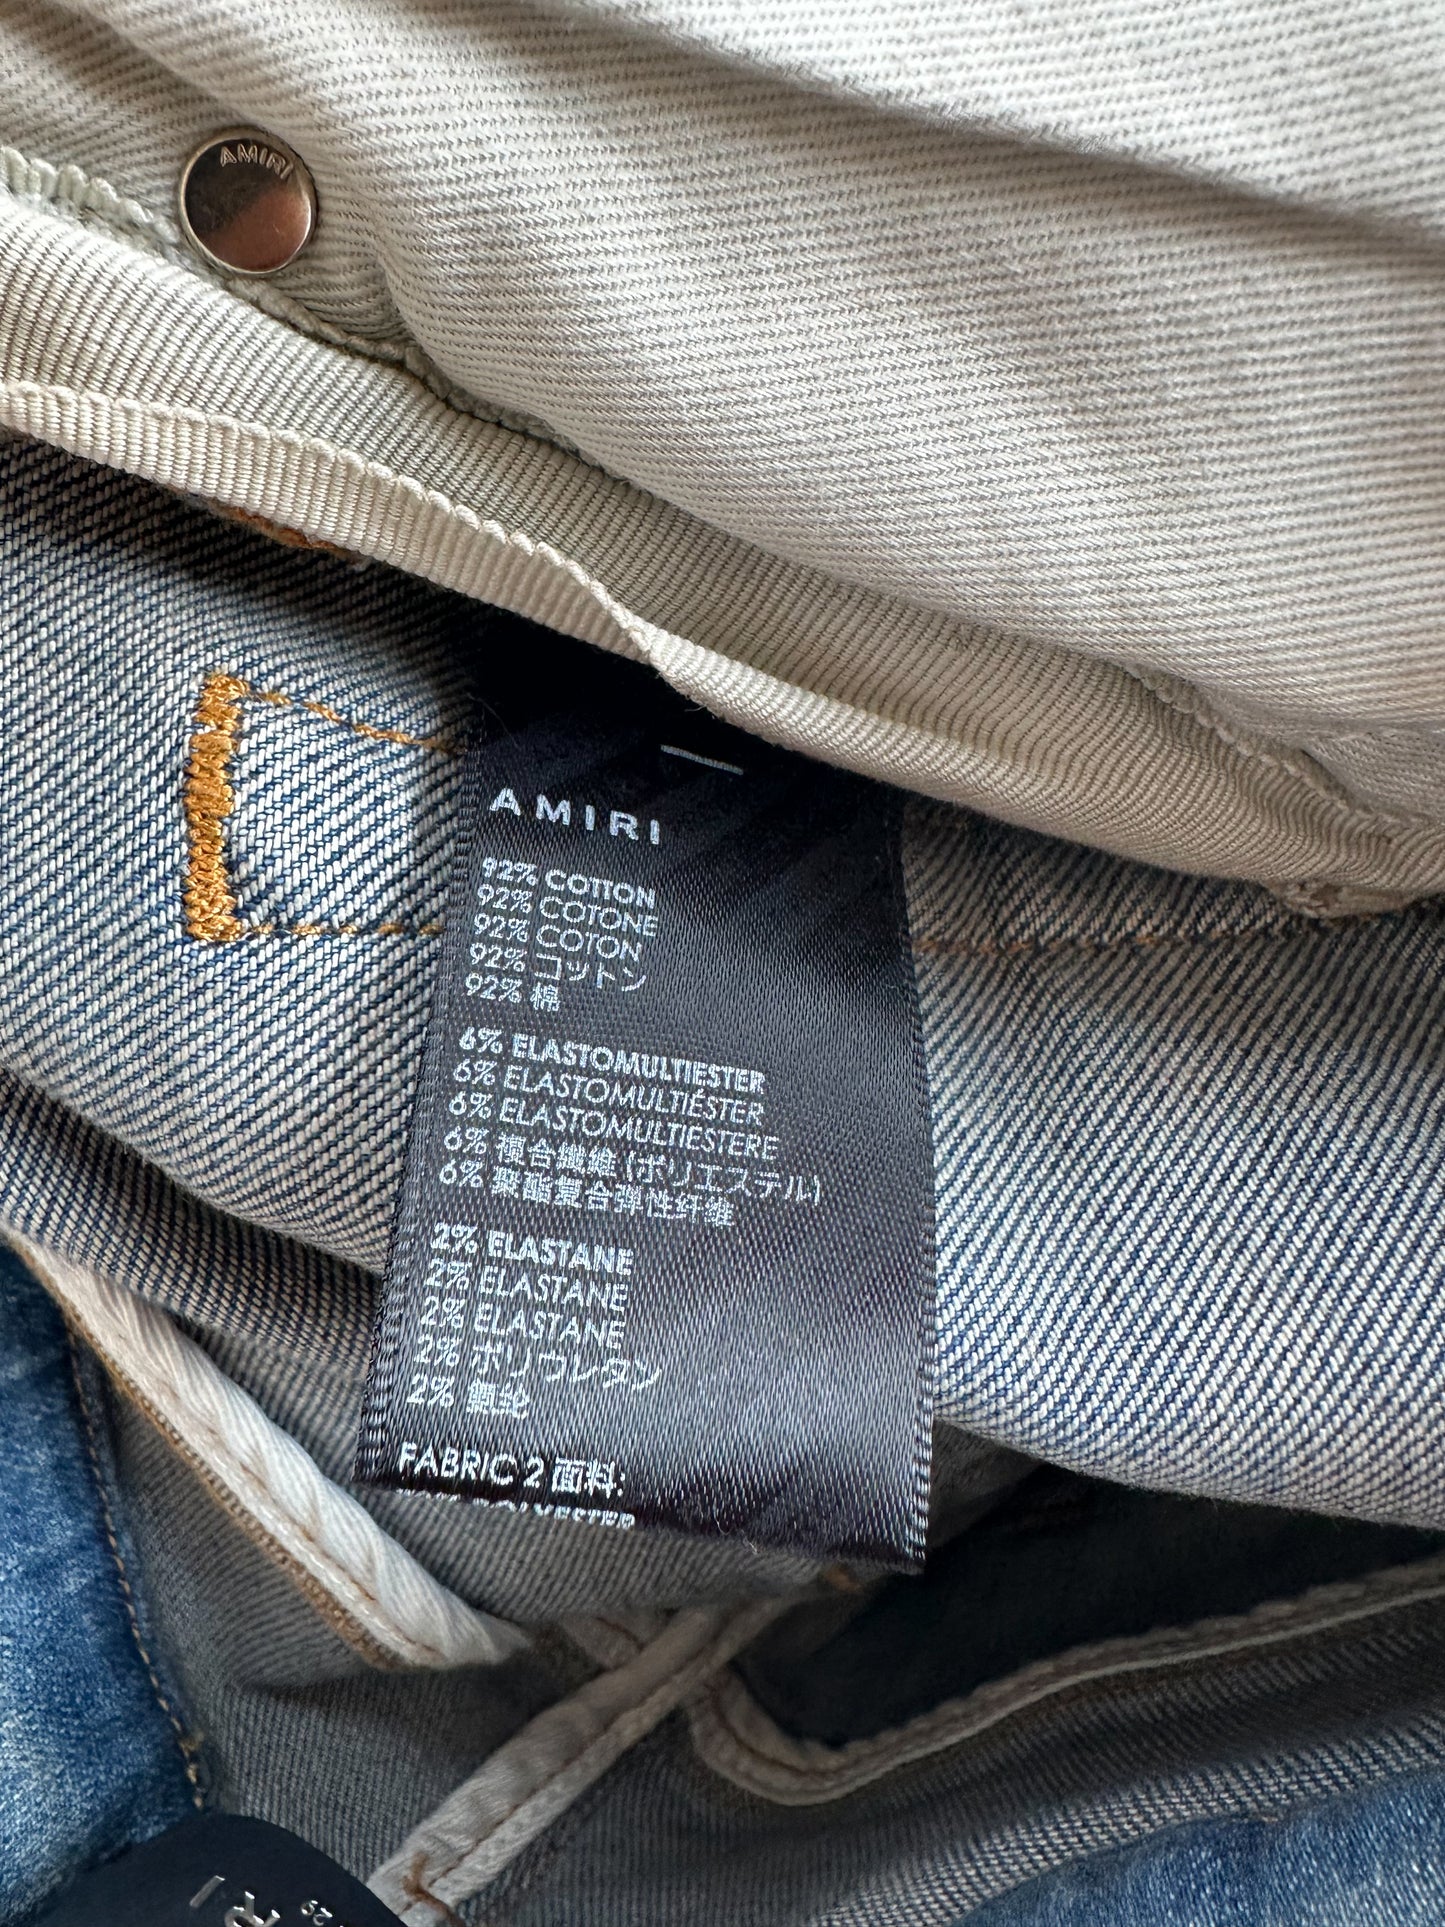 AMIRI
AMIRI
92% COTTON
92% COTONE
92% COTON
92% コットン
92% 棉
6% ELASTOMULTIESTER
6% ELASTOMULTIÉSTER
6% ELASTOMULTIESTERE
6% 複合繊維 (ポリエステル)
6% 聚酯复合弹性纤维
2% ELASTANE
2% ELASTANE
2% ELASTANE
2% ポリウレタン
2% 氨纶
FABRIC 2 面料:
POLYESTER
29